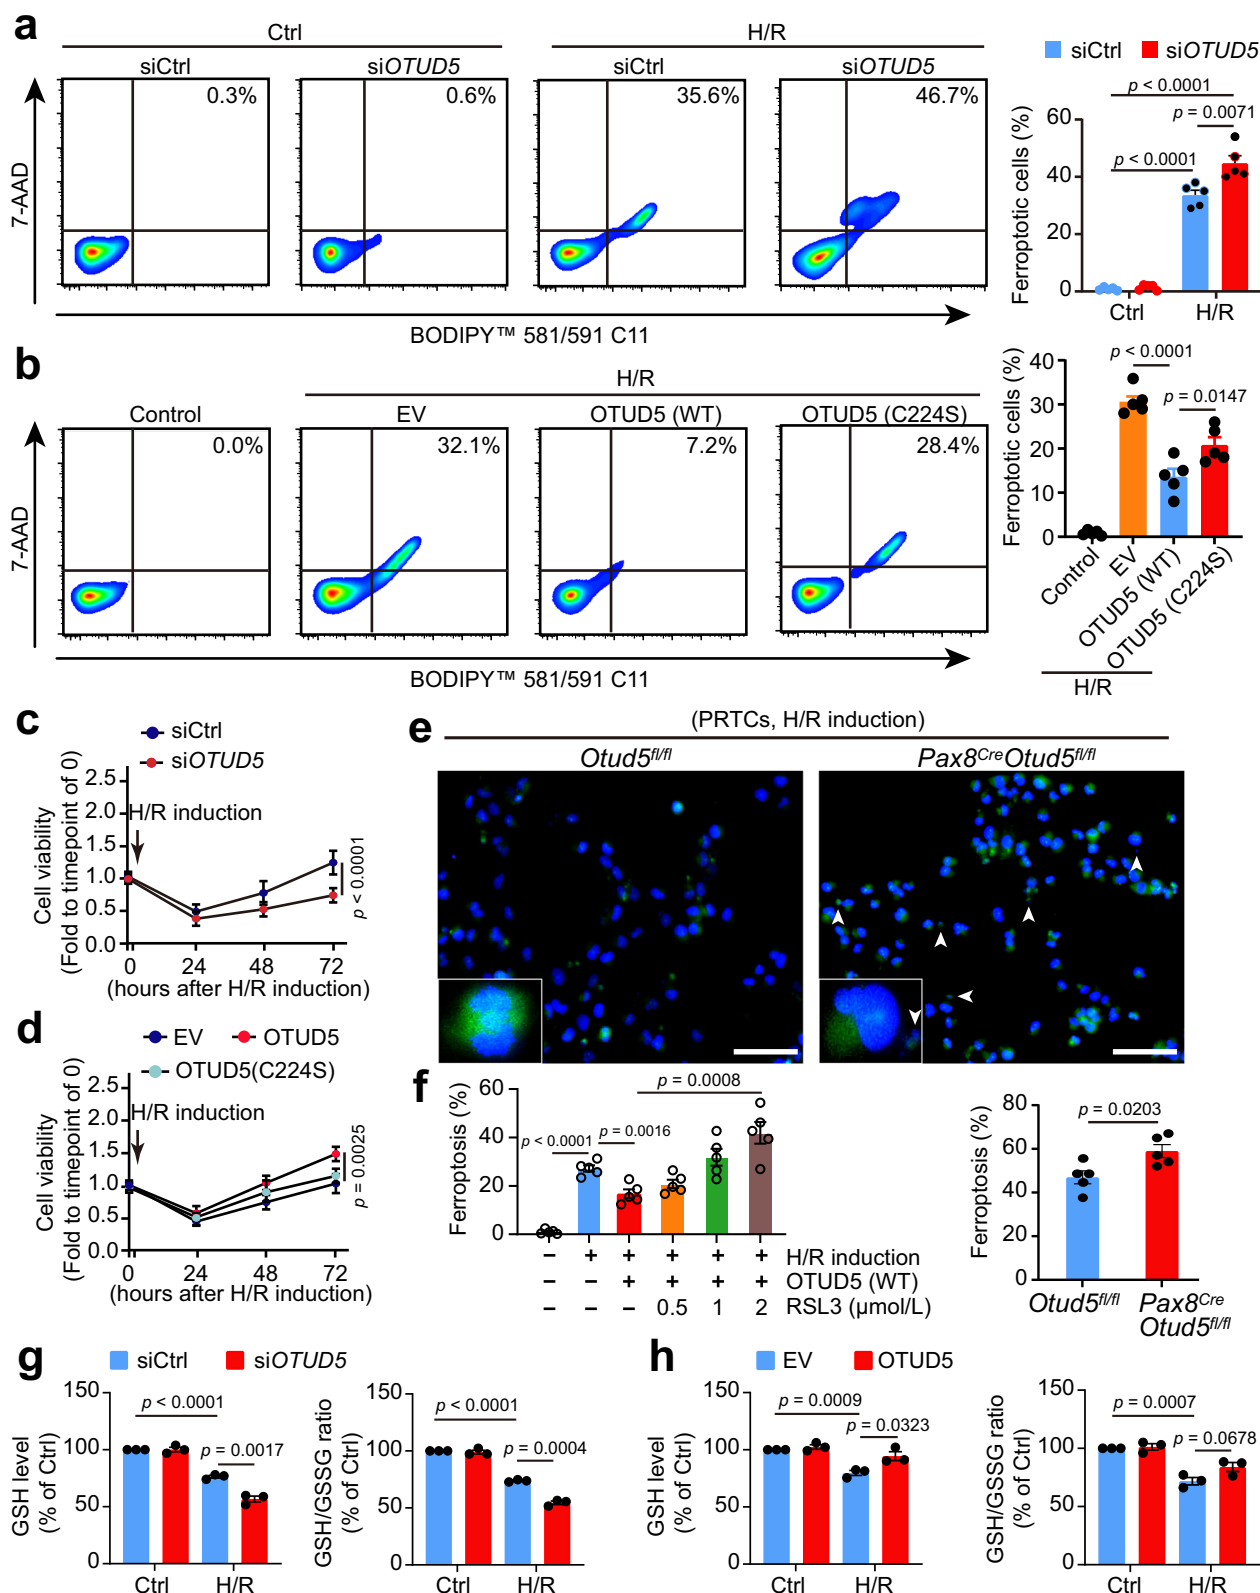 a
Ctrl
H/R
siCtrl
siOTUD5
siCtrl
siOTUD5
0.3%
0.6%
35.6%
46.7%
7-AAD
BODIPY™ 581/591 C11
siCtrl
siOTUD5
Ferroptotic cells (%)
60
40
20
0
p < 0.0001
p = 0.0071
p < 0.0001
Ctrl
H/R
b
H/R
Control
EV
OTUD5 (WT)
OTUD5 (C224S)
0.0%
32.1%
7.2%
28.4%
7-AAD
BODIPY™ 581/591 C11
Ferroptotic cells (%)
40
30
20
10
0
p < 0.0001
p = 0.0147
Control
EV
OTUD5 (WT)
OTUD5 (C224S)
H/R
c
siCtrl
siOTUD5
Cell viability
(Fold to timepoint of 0)
2.5
2.0
1.5
1.0
0.5
0.0
H/R induction
p < 0.0001
0
24
48
72
(hours after H/R induction)
d
EV
OTUD5
OTUD5(C224S)
Cell viability
(Fold to timepoint of 0)
2.5
2.0
1.5
1.0
0.5
0.0
H/R induction
p = 0.0025
0
24
48
72
(hours after H/R induction)
e
(PRTCs, H/R induction)
Otud5fl/fl
Pax8CreOtud5fl/fl
Ferroptosis (%)
80
60
40
20
0
p = 0.0203
Otud5fl/fl
Pax8Cre
Otud5fl/fl
f
Ferroptosis (%)
60
40
20
0
p < 0.0001
p = 0.0016
p = 0.0008
– + + + + + H/R induction
– – + + + + OTUD5 (WT)
– – – 0.5 1 2 RSL3 (μmol/L)
g
siCtrl
siOTUD5
GSH level
(% of Ctrl)
150
100
50
0
p < 0.0001
p = 0.0017
Ctrl
H/R
GSH/GSSG ratio
(% of Ctrl)
150
100
50
0
p < 0.0001
p = 0.0004
Ctrl
H/R
h
EV
OTUD5
GSH level
(% of Ctrl)
150
100
50
0
p = 0.0009
p = 0.0323
Ctrl
H/R
GSH/GSSG ratio
(% of Ctrl)
150
100
50
0
p = 0.0007
p = 0.0678
Ctrl
H/R